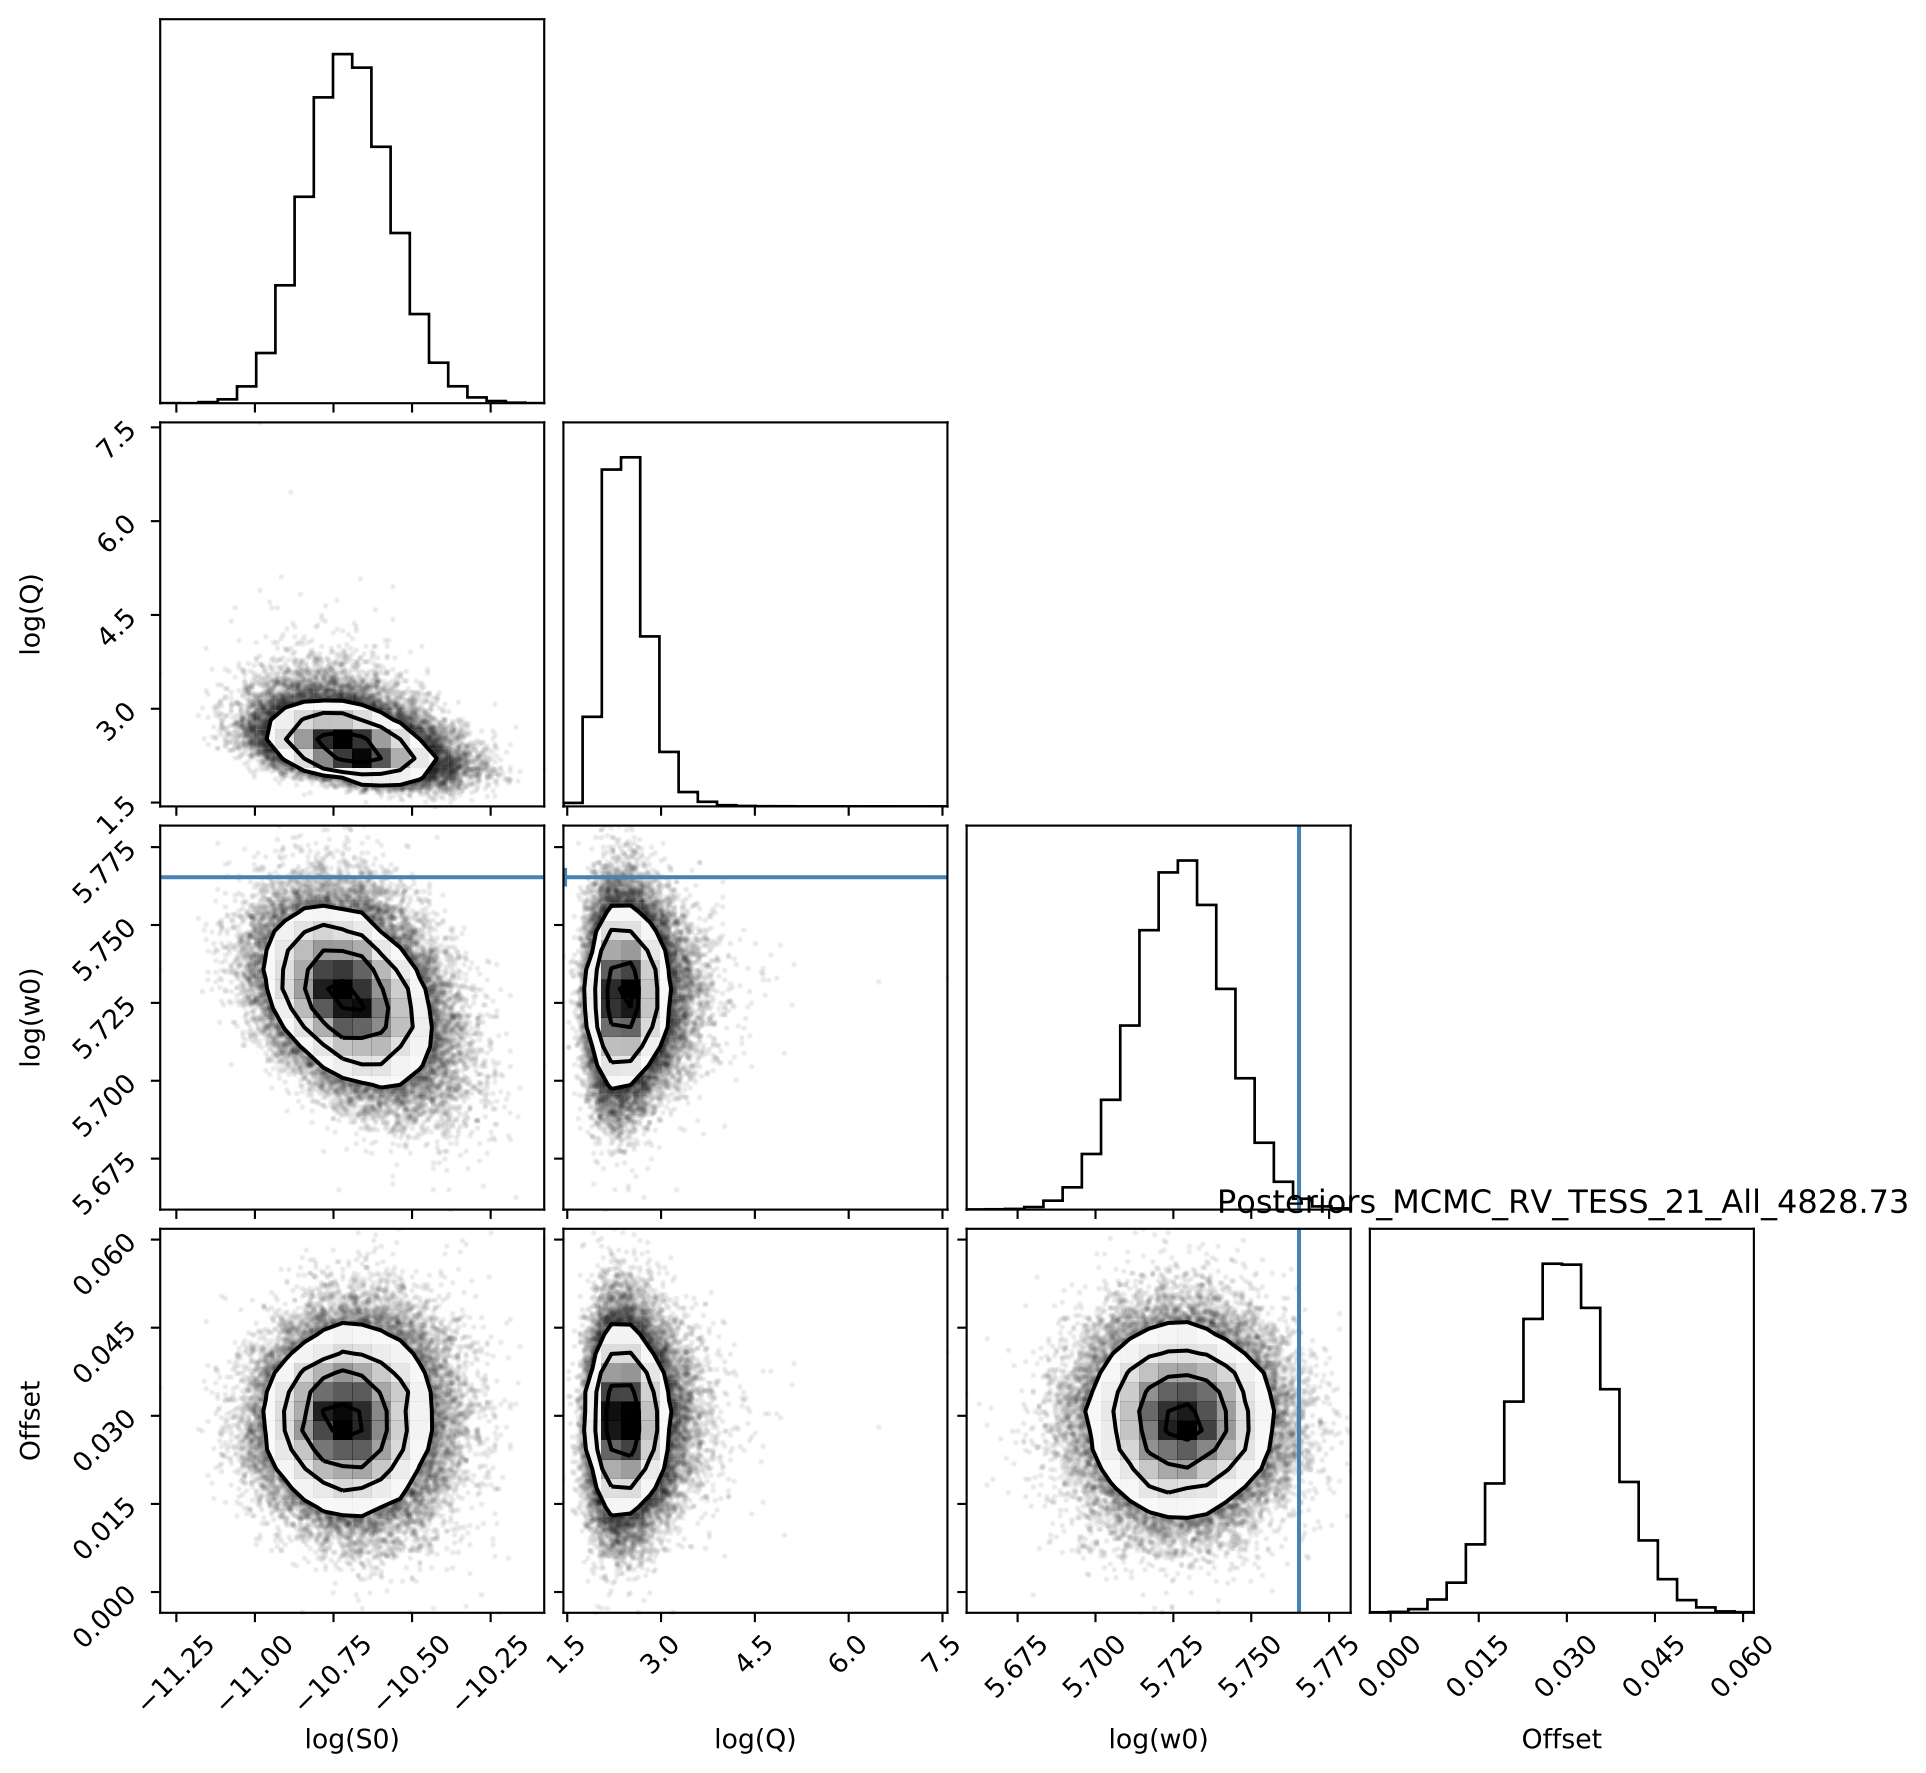 7.5
6.0
4.5
3.0
1.5
log(Q)
5.775
5.750
5.725
5.700
5.675
log(w0)
Posteriors_MCMC_RV_TESS_21_All_4828.73
0.060
0.045
0.030
0.015
0.000
Offset
−11.25 −11.00 −10.75 −10.50 −10.25 1.5 3.0 4.5 6.0 7.5 5.675 5.700 5.725 5.750 5.775 0.000 0.015 0.030 0.045 0.060
log(S0) log(Q) log(w0) Offset